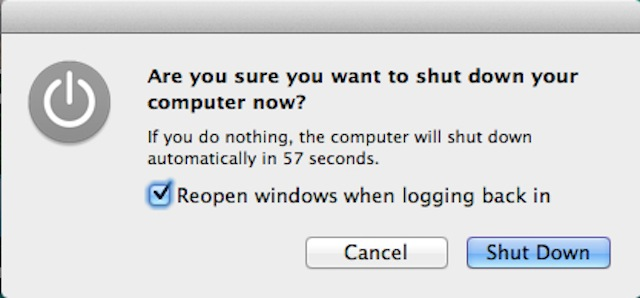 Are you sure you want to shut down your
computer now?
If you do nothing, the computer will shut down
automatically in 57 seconds.
Reopen windows when logging back in
Cancel
Shut Down